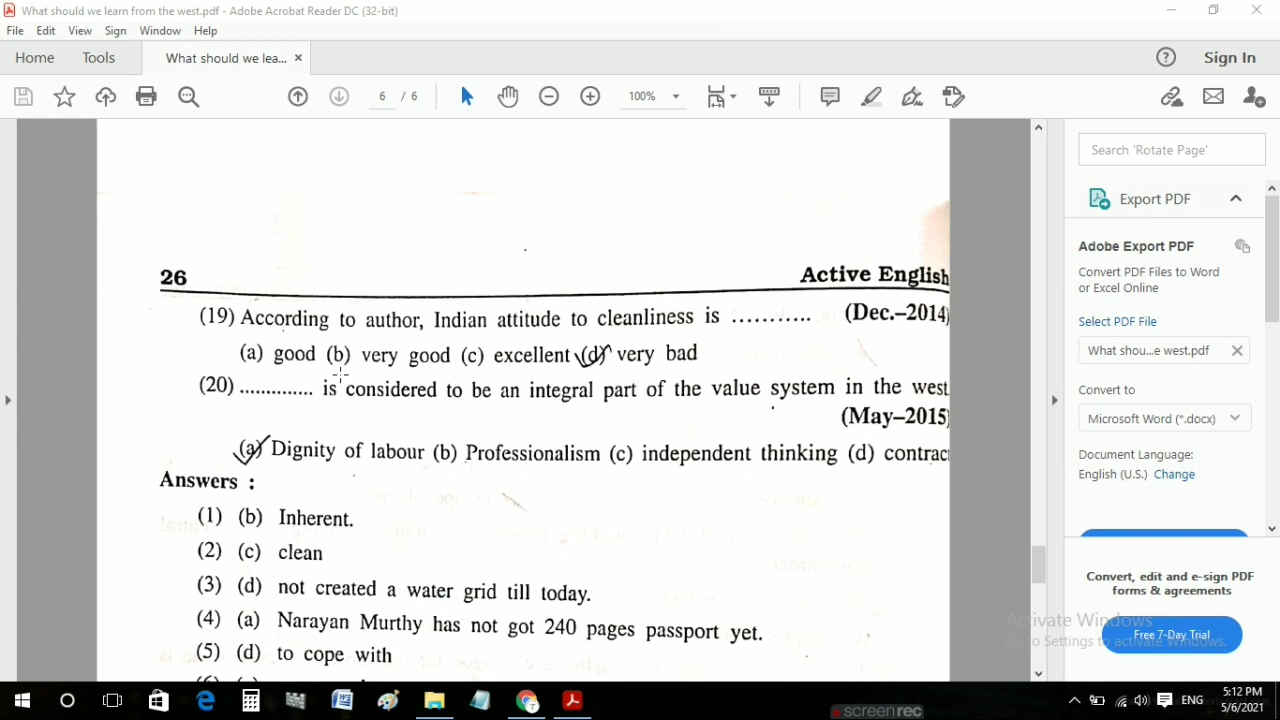 What should we learn from the west.pdf - Adobe Acrobat Reader DC (32-bit)
File Edit View Sign Window Help
Home Tools What should we lea... × Sign In
6 / 6 100%
Search 'Rotate Page'
Export PDF
Adobe Export PDF
Convert PDF Files to Word
or Excel Online
Select PDF File
What shou...e west.pdf
Convert to
Microsoft Word (*.docx)
Document Language:
English (U.S.) Change
Convert, edit and e-sign PDF
forms & agreements
Free 7-Day Trial
26 Active English
(19) According to author, Indian attitude to cleanliness is ........... (Dec.–2014)
(a) good (b) very good (c) excellent (d) very bad
(20) .............. is considered to be an integral part of the value system in the west.
(May–2015)
(a) Dignity of labour (b) Professionalism (c) independent thinking (d) contrac
Answers :
(1) (b) Inherent.
(2) (c) clean
(3) (d) not created a water grid till today.
(4) (a) Narayan Murthy has not got 240 pages passport yet.
(5) (d) to cope with
Activate Windows
Go to Settings to activate Windows.
ENG 5:12 PM
5/6/2021
screenrec